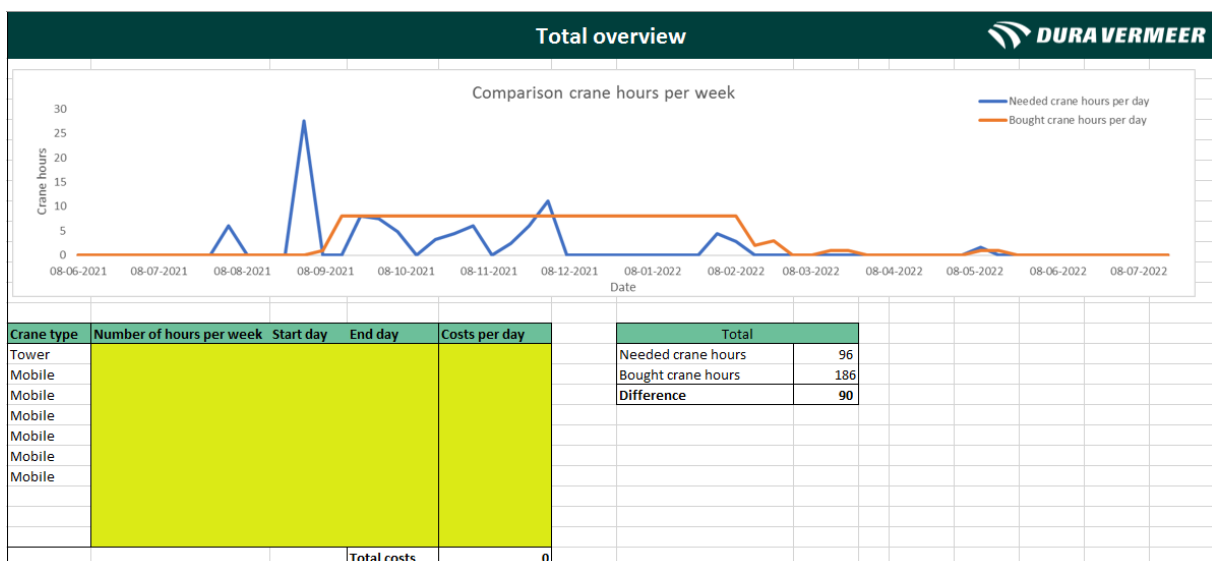 Total overview
DURA VERMEER
Comparison crane hours per week
Needed crane hours per day
Bought crane hours per day
30
25
20
15
10
5
0
Crane hours
08-06-2021 08-07-2021 08-08-2021 08-09-2021 08-10-2021 08-11-2021 08-12-2021 08-01-2022 08-02-2022 08-03-2022 08-04-2022 08-05-2022 08-06-2022 08-07-2022
Date
Crane type Number of hours per week Start day End day Costs per day
Tower
Mobile
Mobile
Mobile
Mobile
Mobile
Mobile
Total costs 0
Total
Needed crane hours 96
Bought crane hours 186
Difference 90